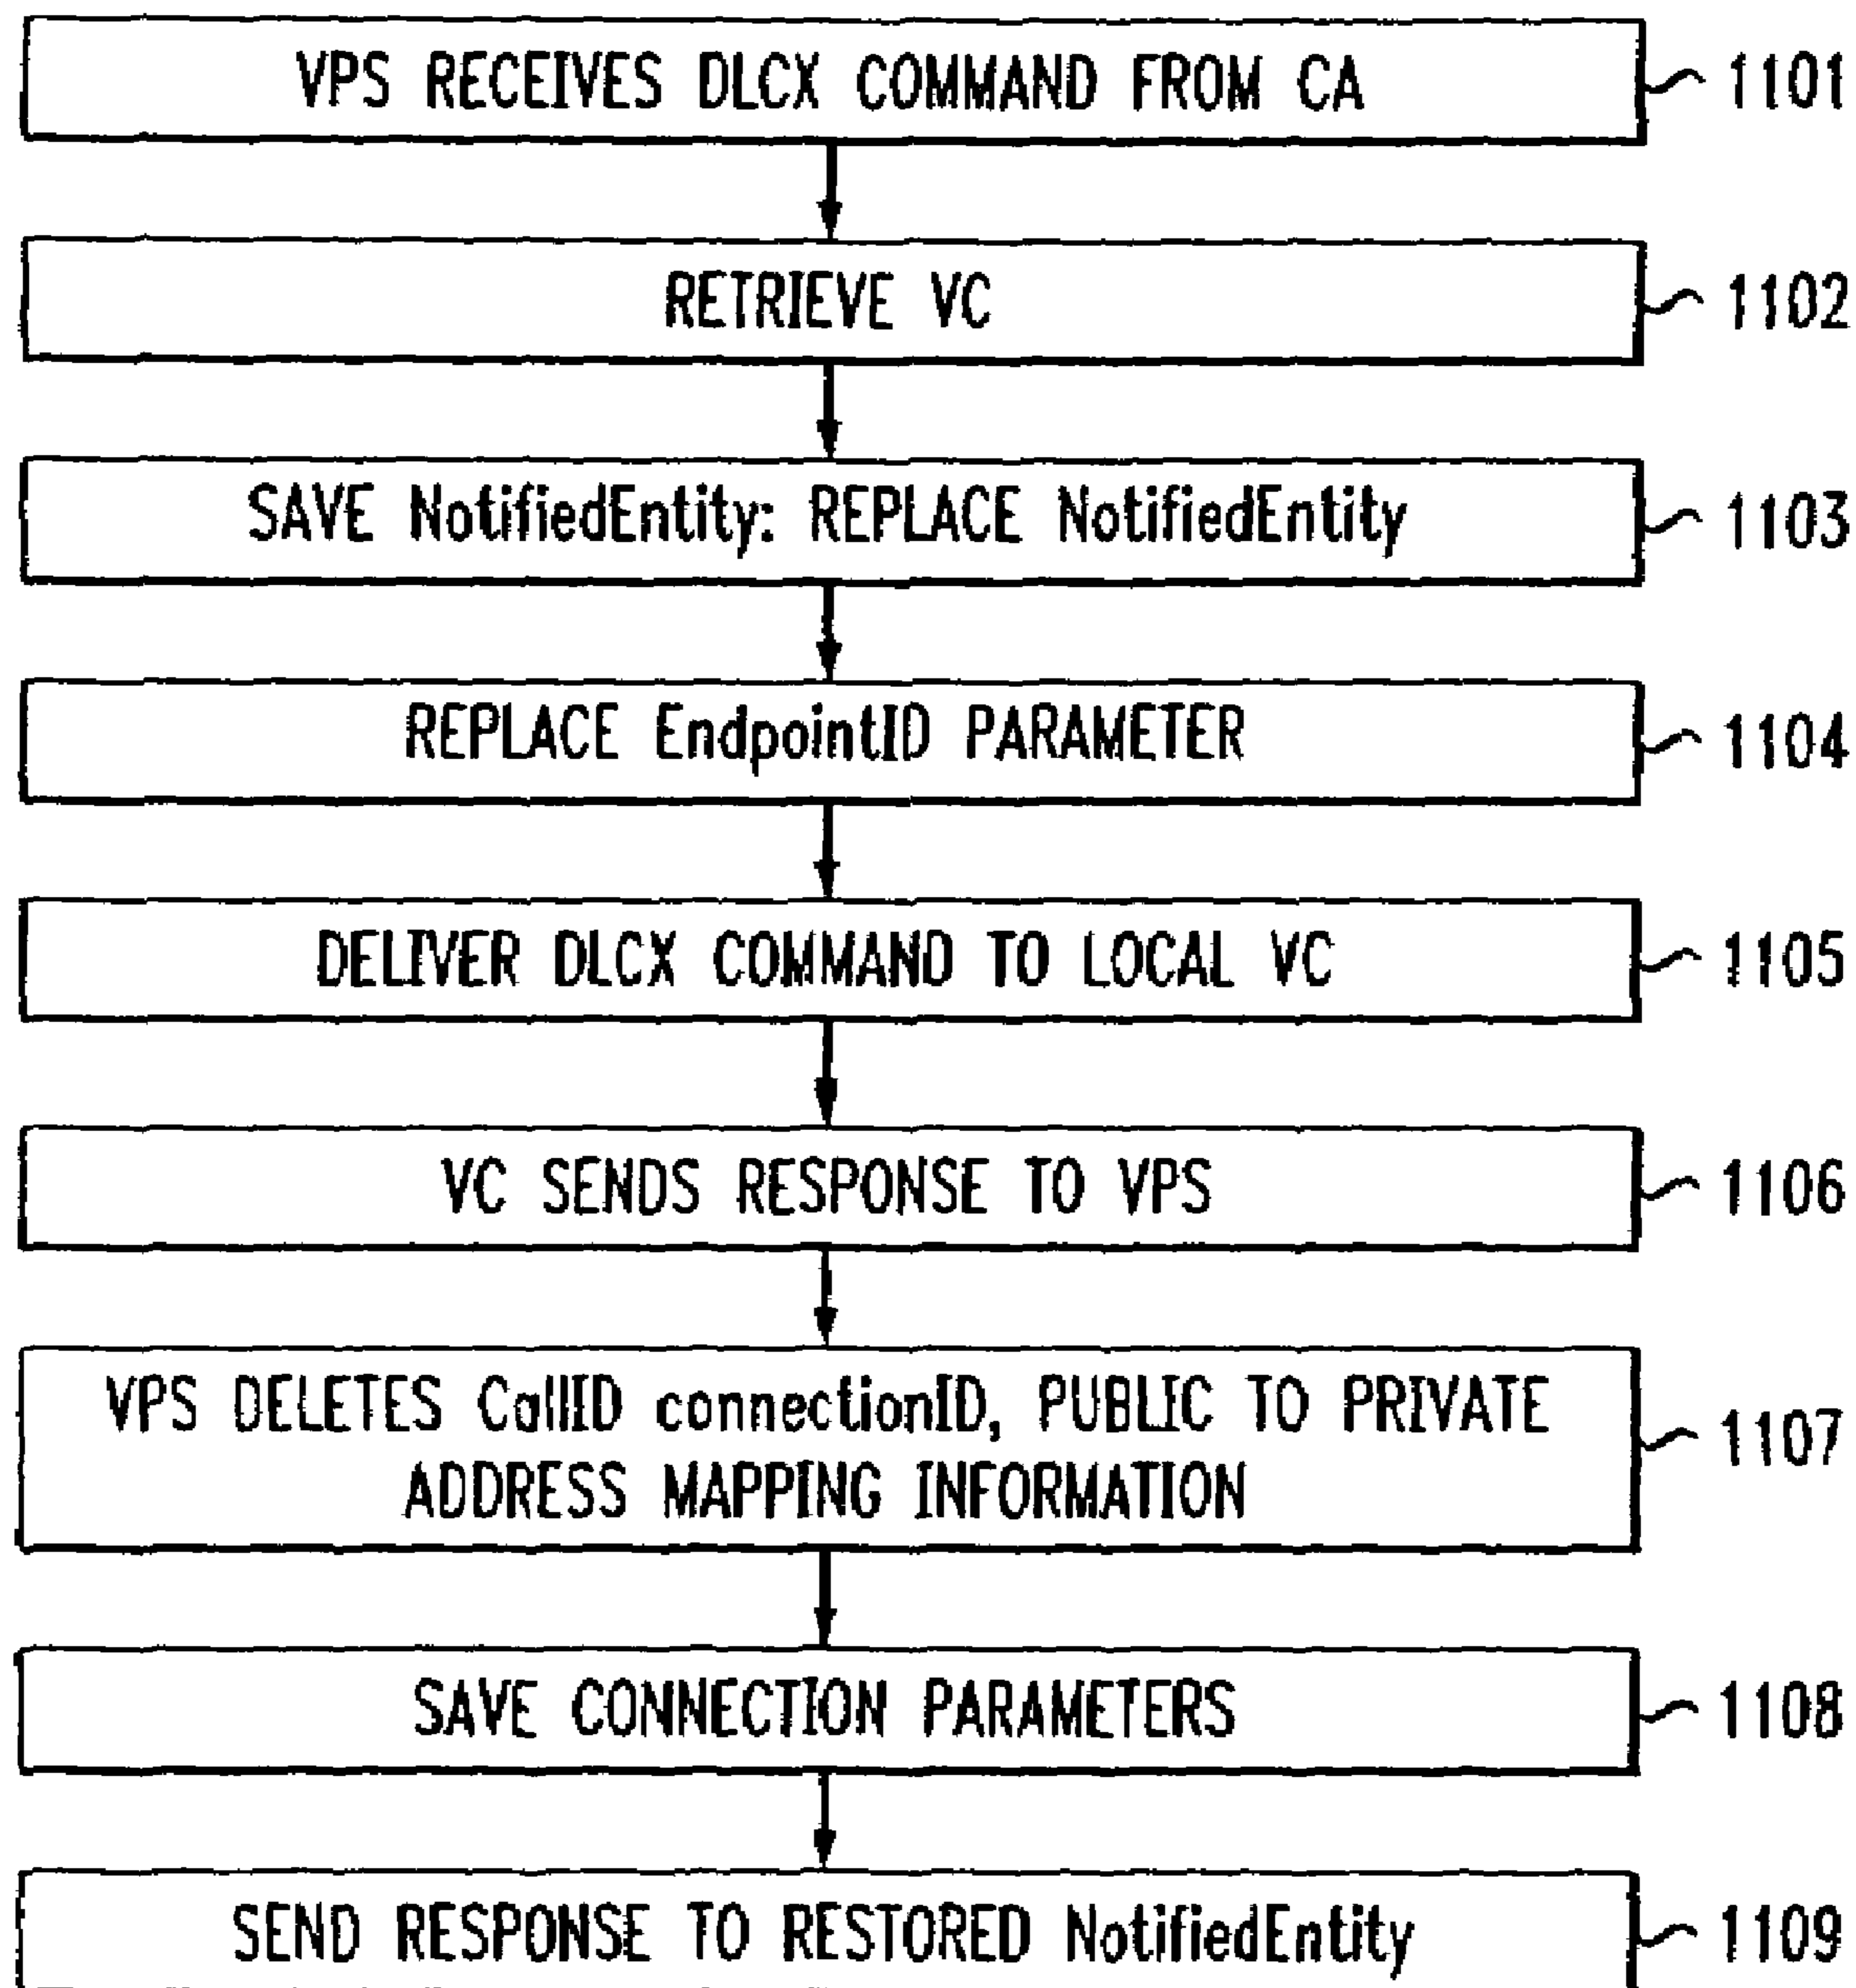 VPS RECEIVES DLCX COMMAND FROM CA 1101
RETRIEVE VC 1102
SAVE NotifiedEntity: REPLACE NotifiedEntity 1103
REPLACE EndpointID PARAMETER 1104
DELIVER DLCX COMMAND TO LOCAL VC 1105
VC SENDS RESPONSE TO VPS 1106
VPS DELETES CallID connectionID, PUBLIC TO PRIVATE
ADDRESS MAPPING INFORMATION 1107
SAVE CONNECTION PARAMETERS 1108
SEND RESPONSE TO RESTORED NotifiedEntity 1109